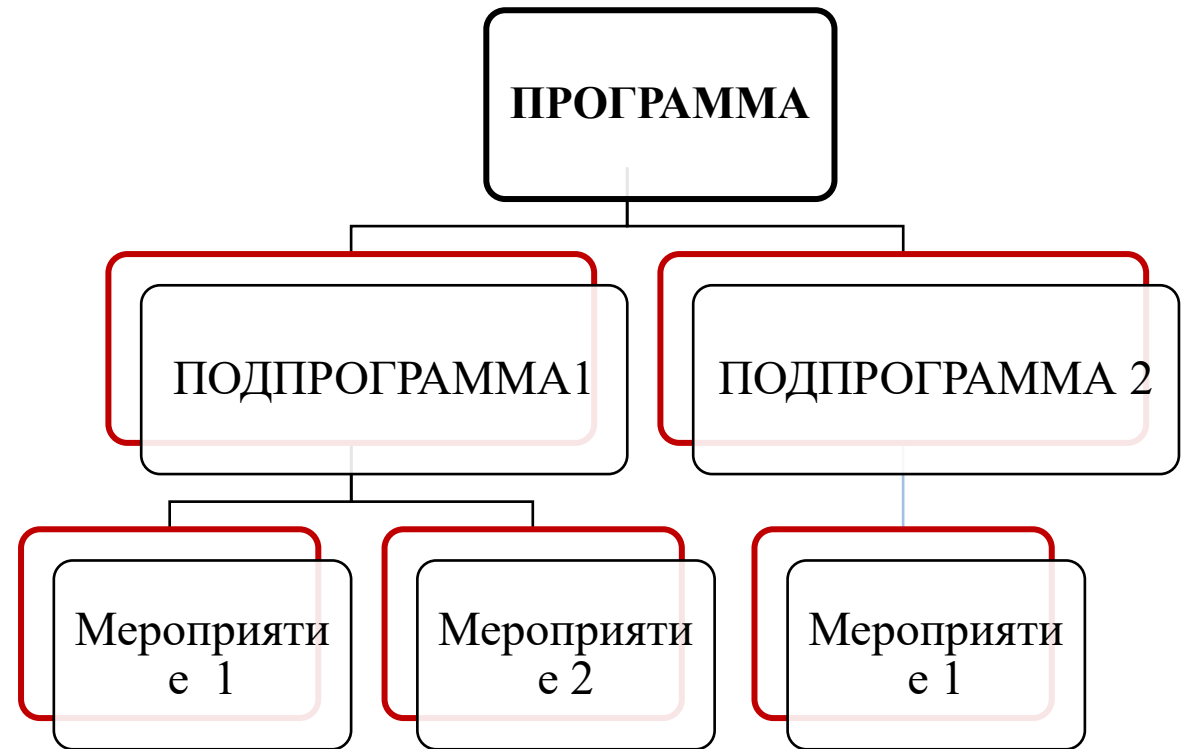 ПРОГРАММА
ПОДПРОГРАММА1
ПОДПРОГРАММА 2
Мероприяти
е 1
Мероприяти
е 2
Мероприяти
е 1